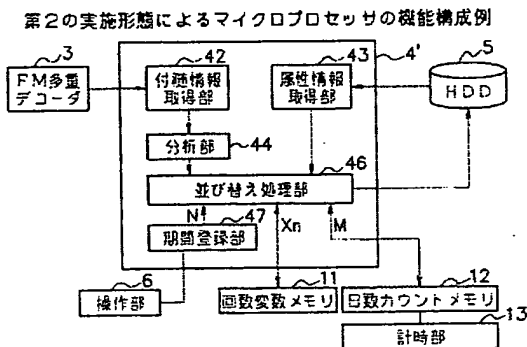 第2の実施形態によるマイクロプロセッサの機能構成例
3
FM多重
デコーダ
42
付随情報
取得部
43
属性情報
取得部
4'
5
HDD
分析部
44
46
並び替え処理部
N
47
Xn
M
期間登録部
6
操作部
11
回数変数メモリ
12
日数カウントメモリ
13
計時部